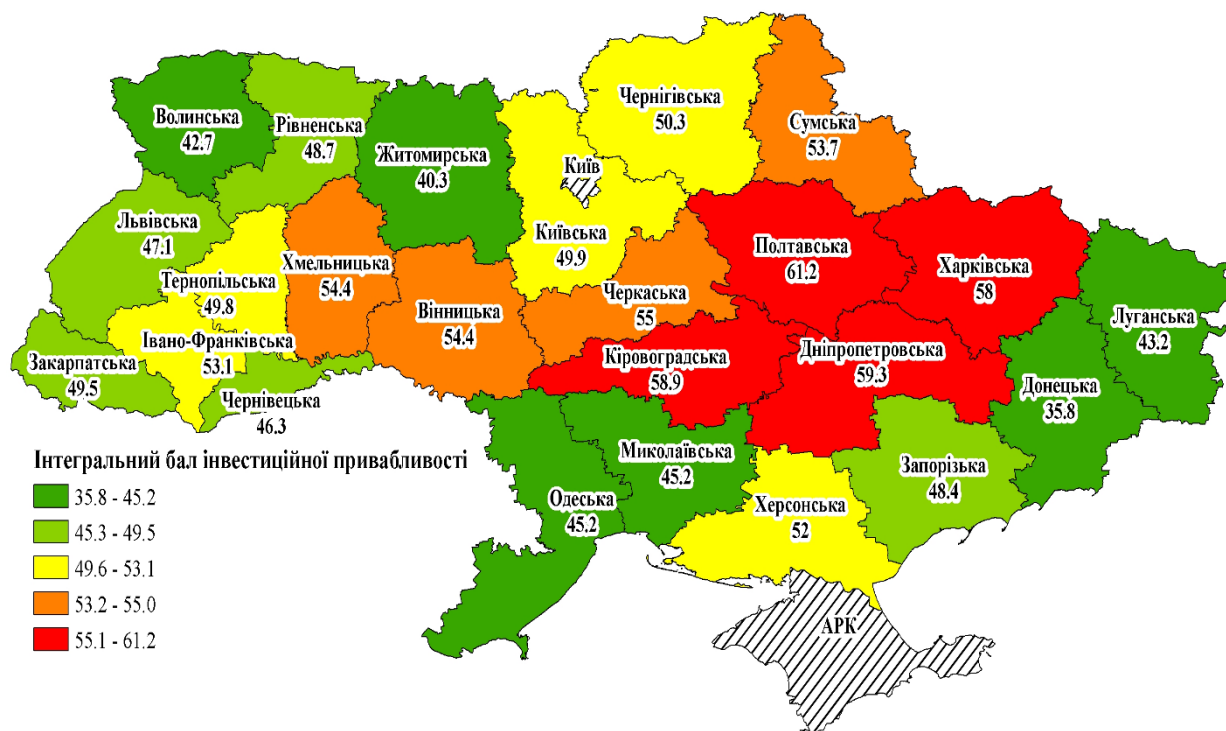 Волинська
42.7
Рівненська
48.7
Житомирська
40.3
Чернігівська
50.3
Сумська
53.7
Київ
Київська
49.9
Львівська
47.1
Тернопільська
49.8
Хмельницька
54.4
Вінницька
54.4
Черкаська
55
Полтавська
61.2
Харківська
58
Луганська
43.2
Закарпатська
49.5
Івано-Франківська
53.1
Чернівецька
46.3
Кіровоградська
58.9
Дніпропетровська
59.3
Донецька
35.8
Одеська
45.2
Миколаївська
45.2
Херсонська
52
Запорізька
48.4
АРК
Інтегральний бал інвестиційної привабливості
35.8 - 45.2
45.3 - 49.5
49.6 - 53.1
53.2 - 55.0
55.1 - 61.2